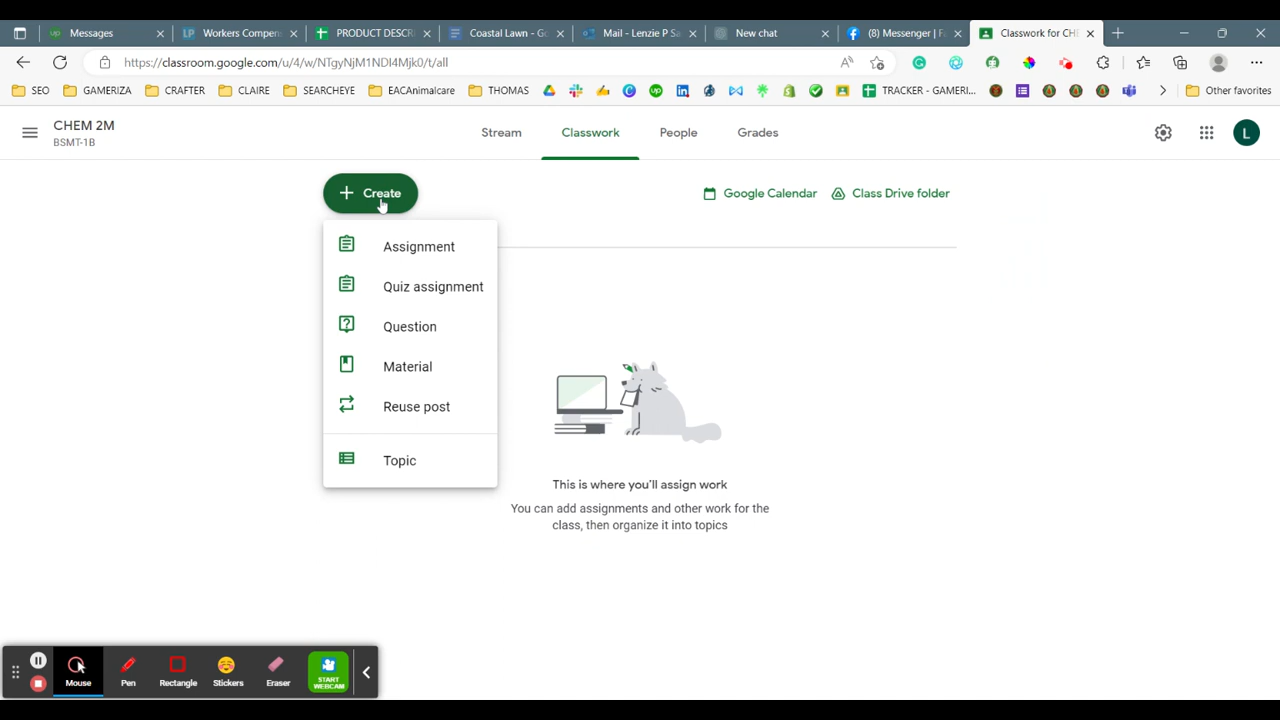 Messages
Workers Compens
PRODUCT DESCR
Coastal Lawn - Go
Mail - Lenzie P Sa
New chat
(8) Messenger | Fa
Classwork for CHE
https://classroom.google.com/u/4/w/NTgyNjM1NDI4Mjk0/t/all
SEO
GAMERIZA
CRAFTER
CLAIRE
SEARCHEYE
EACAnimalcare
THOMAS
TRACKER - GAMERI...
Other favorites
CHEM 2M
BSMT-1B
Stream
Classwork
People
Grades
L
Create
Google Calendar
Class Drive folder
Assignment
Quiz assignment
Question
Material
Reuse post
Topic
This is where you'll assign work
You can add assignments and other work for the
class, then organize it into topics
Mouse
Pen
Rectangle
Stickers
Eraser
START
WEBCAM